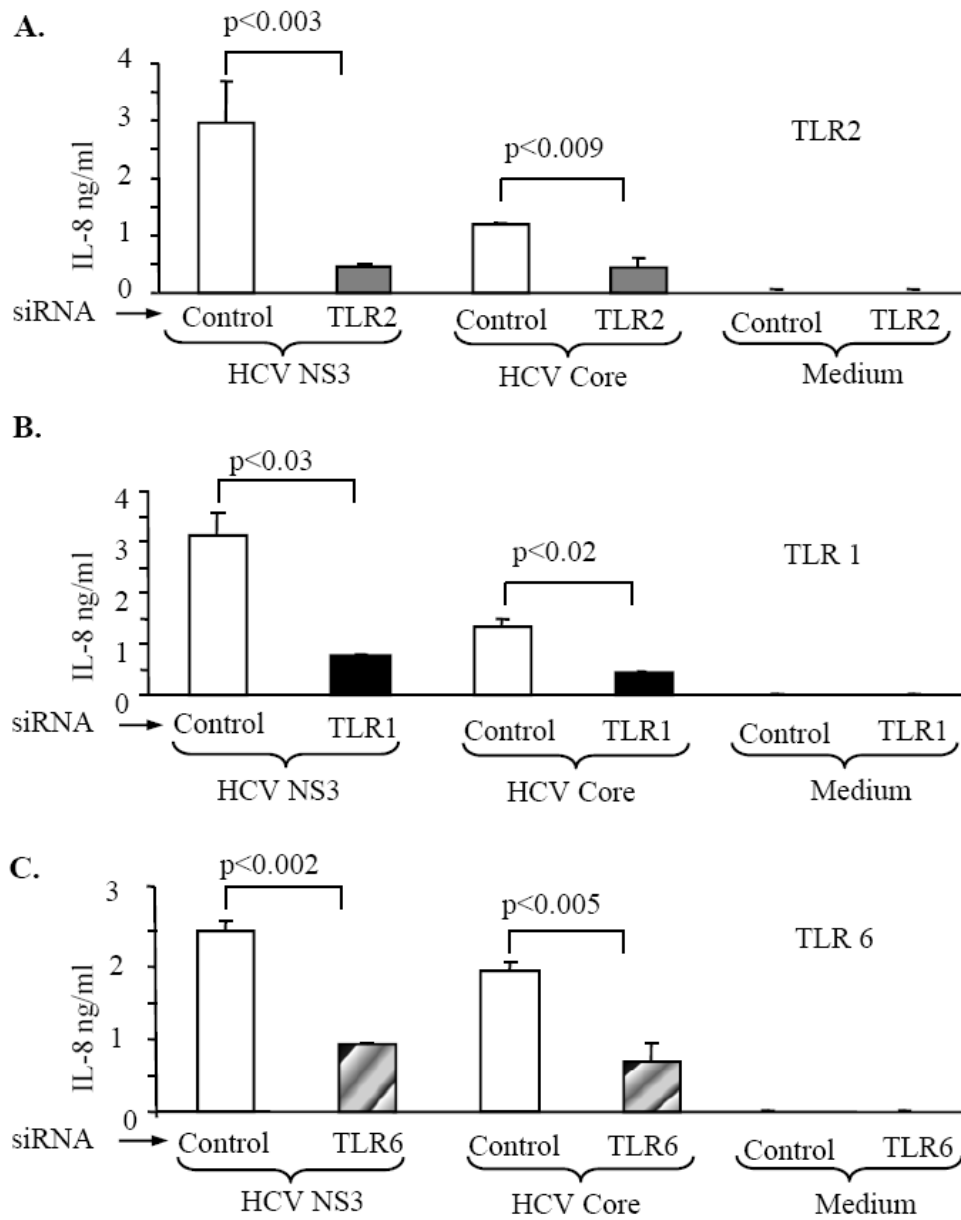 A.
p<0.003
4
3
2
1
0
IL-8 ng/ml
p<0.009
TLR2
siRNA
Control TLR2 Control TLR2 Control TLR2
HCV NS3 HCV Core Medium
B.
p<0.03
4
3
2
1
0
IL-8 ng/ml
p<0.02
TLR 1
siRNA
Control TLR1 Control TLR1 Control TLR1
HCV NS3 HCV Core Medium
C.
p<0.002
3
2
1
0
IL-8 ng/ml
p<0.005
TLR 6
siRNA
Control TLR6 Control TLR6 Control TLR6
HCV NS3 HCV Core Medium